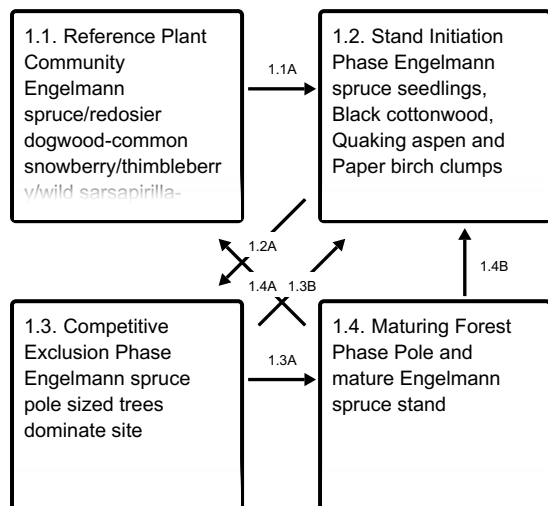 1.1. Reference Plant
Community
Engelmann
spruce/redosier
dogwood-common
snowberry/thimbleberr
y/wild sarsapirilla-
1.1A
1.2. Stand Initiation
Phase Engelmann
spruce seedlings,
Black cottonwood,
Quaking aspen and
Paper birch clumps
1.2A
1.4A
1.3B
1.4B
1.3. Competitive
Exclusion Phase
Engelmann spruce
pole sized trees
dominate site
1.3A
1.4. Maturing Forest
Phase Pole and
mature Engelmann
spruce stand